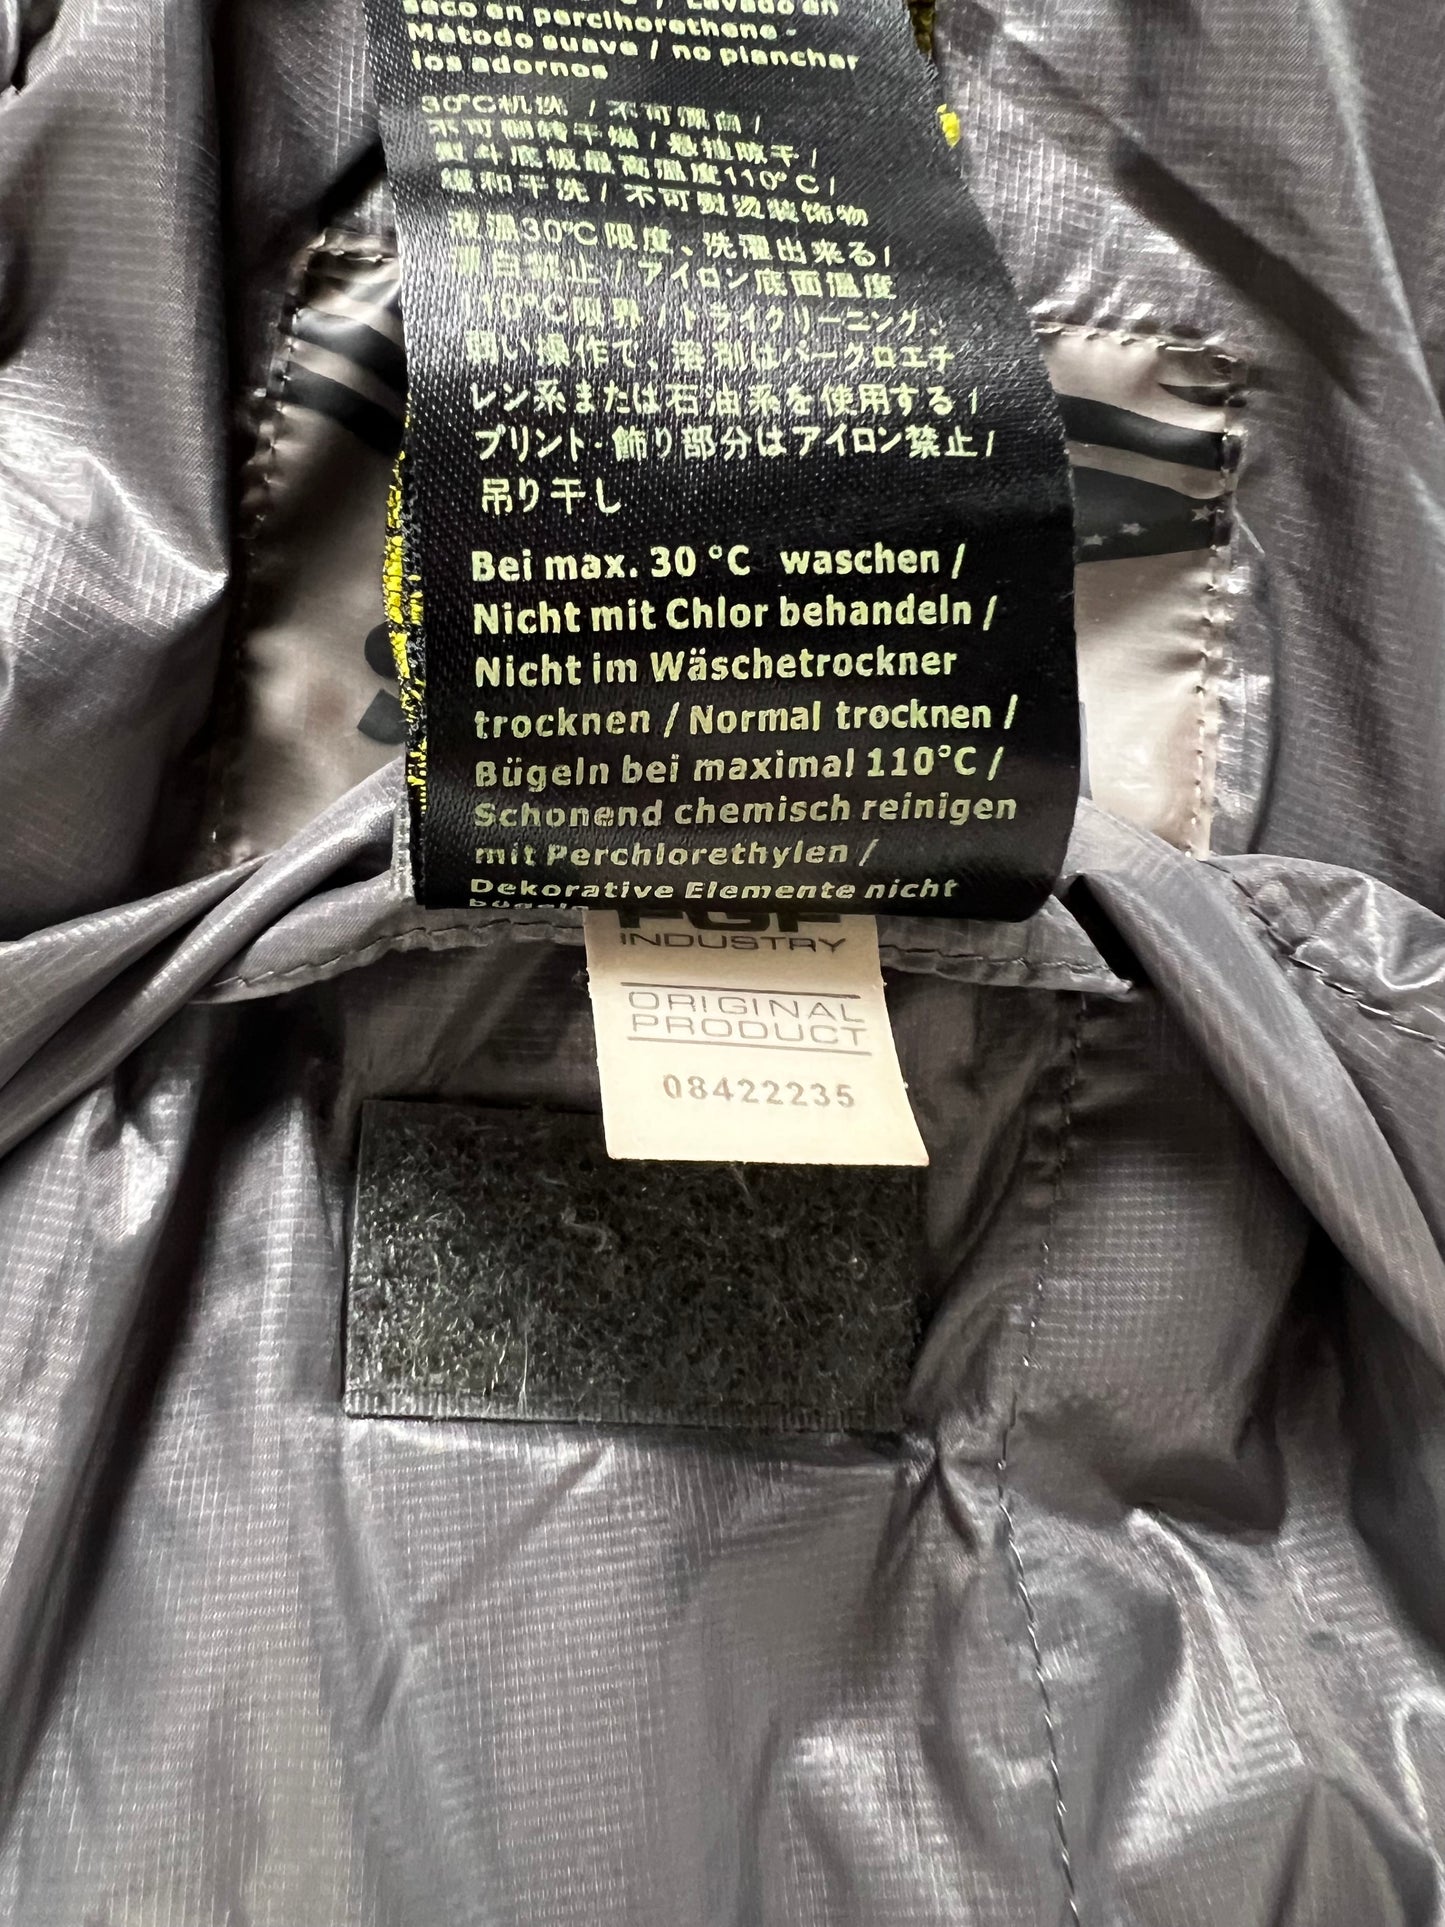 / Lavado en
seco en percthorethene -
Método suave / no planchar
los adornos
30°C机洗 / 不可漂白 /
不可翻转干燥 / 悬挂晾干 /
熨斗底板最高温度110°C /
缓和干洗 / 不可熨烫装饰物
液温30°C限度、洗濯出来る /
漂白禁止 / アイロン底面温度
110°C限界 / ドライクリーニング、
弱い操作で、溶剤はパークロエチ
レン系または石油系を使用する /
プリント・飾り部分はアイロン禁止 /
吊り干し
Bei max. 30 °C waschen /
Nicht mit Chlor behandeln /
Nicht im Wäschetrockner
trocknen / Normal trocknen /
Bügeln bei maximal 110°C /
Schonend chemisch reinigen
mit Perchlorethylen /
Dekorative Elemente nicht
FGF
INDUSTRY
ORIGINAL
PRODUCT
08422235